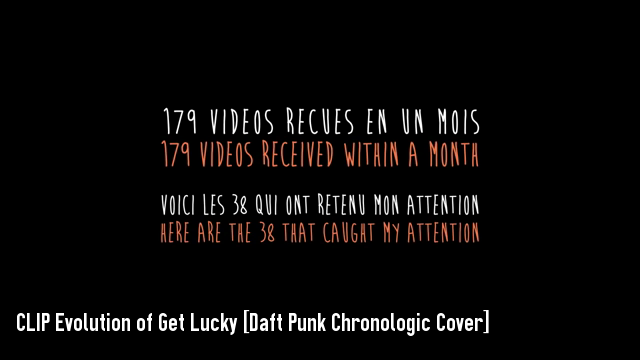 179 VIDEOS RECUES EN UN MOIS
179 VIDEOS RECEIVED WITHIN A MONTH
VOICI LES 38 QUI ONT RETENU MON ATTENTION
HERE ARE THE 38 THAT CAUGHT MY ATTENTION
CLIP Evolution of Get Lucky [Daft Punk Chronologic Cover]